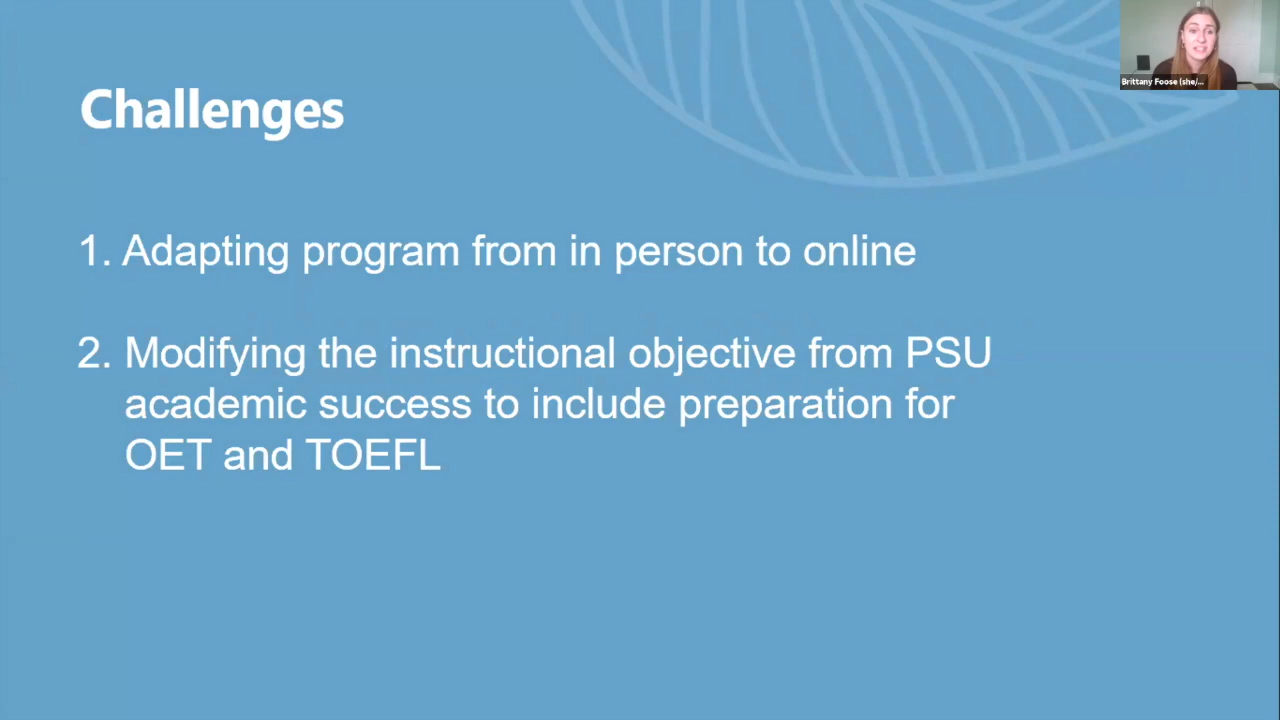 Brittany Foose (she/...
Challenges
1. Adapting program from in person to online
2. Modifying the instructional objective from PSU
academic success to include preparation for
OET and TOEFL